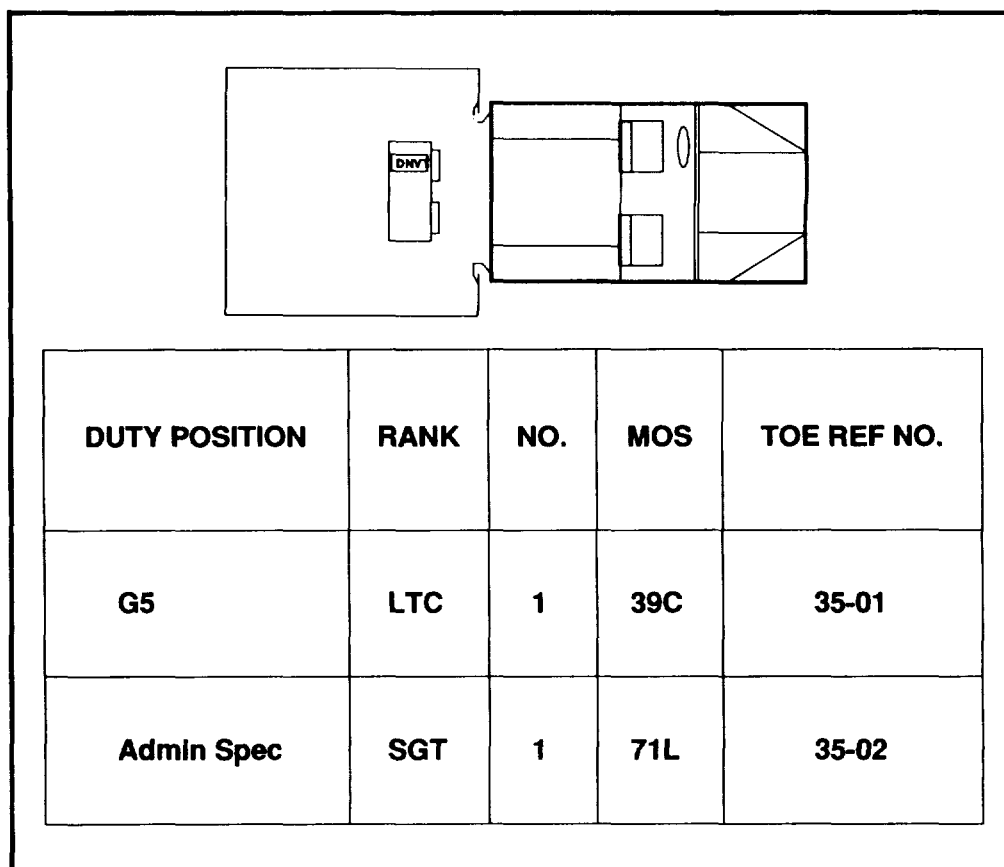 DNVT
DUTY POSITION RANK NO. MOS TOE REF NO.
G5 LTC 1 39C 35-01
Admin Spec SGT 1 71L 35-02